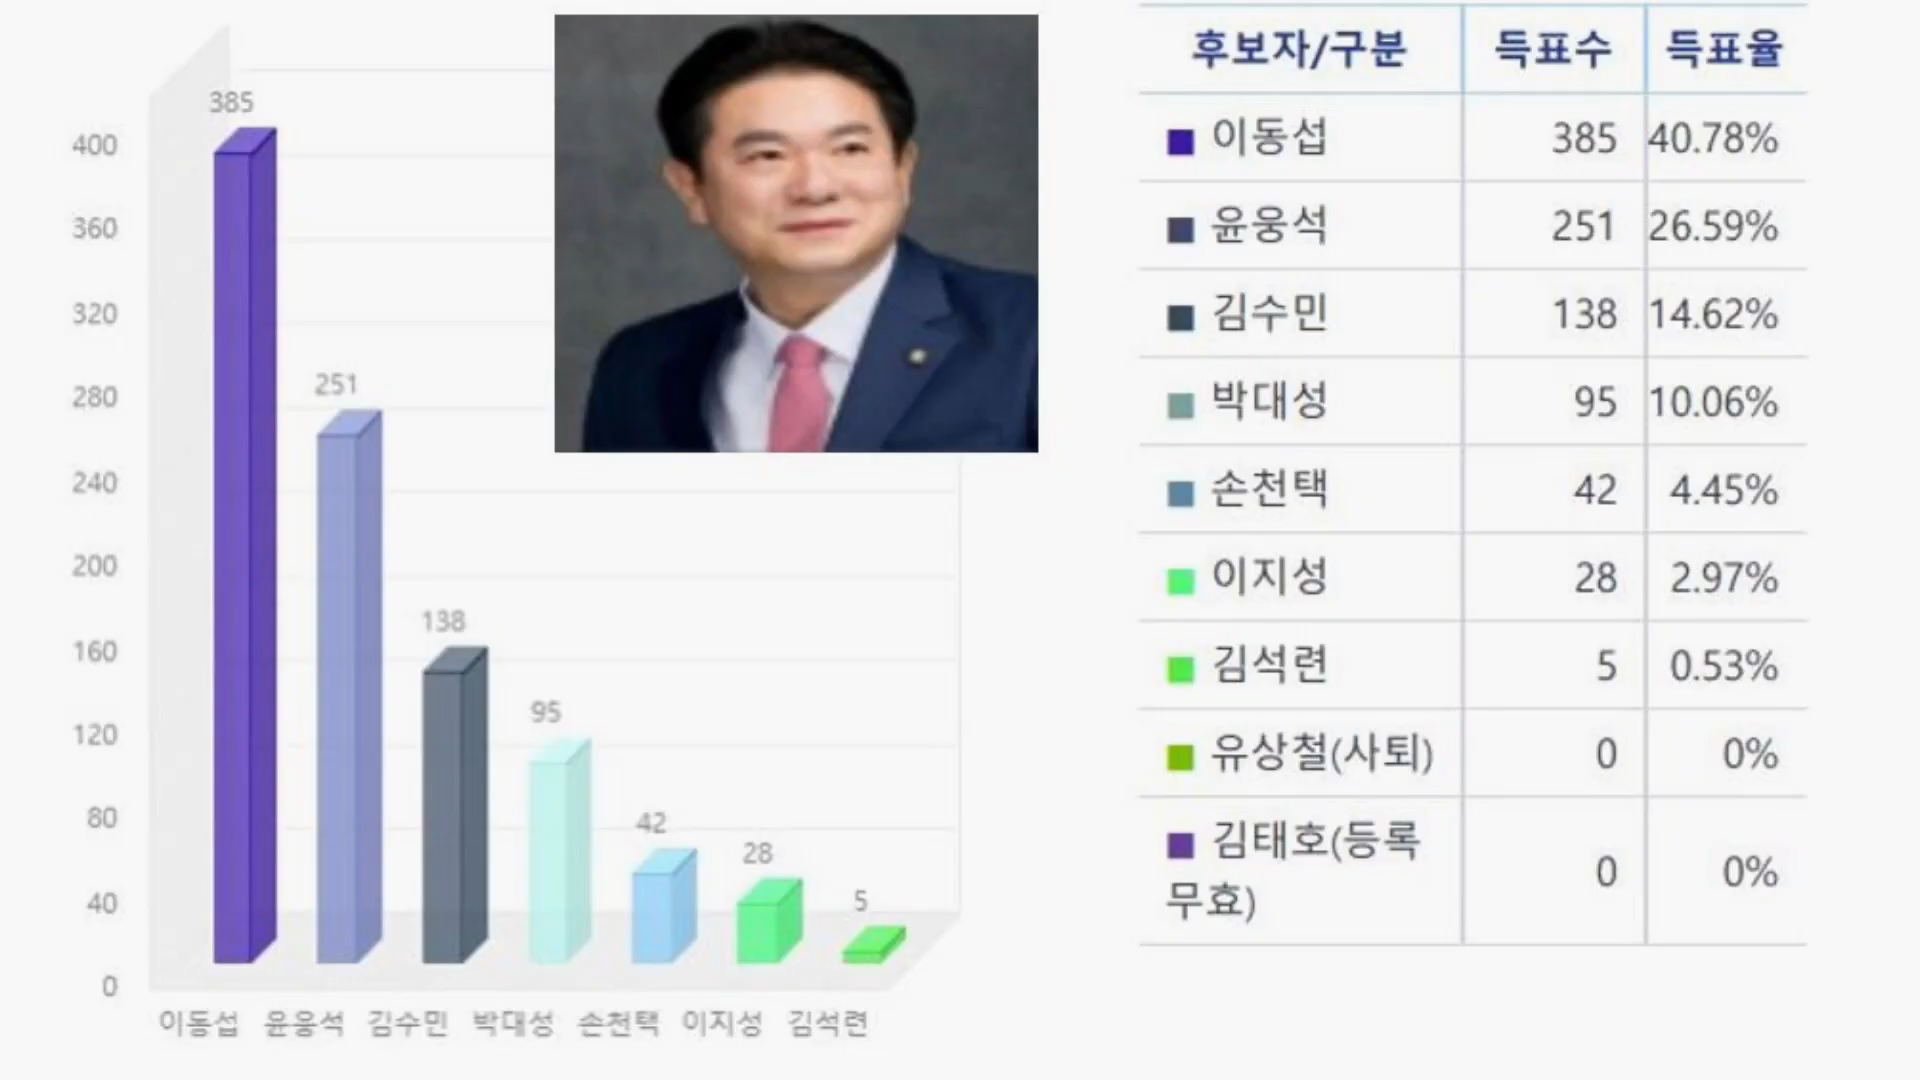 385
251
138
95
42
28
5
400
360
320
280
240
200
160
120
80
40
0
이동섭 윤웅석 김수민 박대성 손천택 이지성 김석련
후보자/구분 득표수 득표율
이동섭 385 40.78%
윤웅석 251 26.59%
김수민 138 14.62%
박대성 95 10.06%
손천택 42 4.45%
이지성 28 2.97%
김석련 5 0.53%
유상철(사퇴) 0 0%
김태호(등록
무효) 0 0%